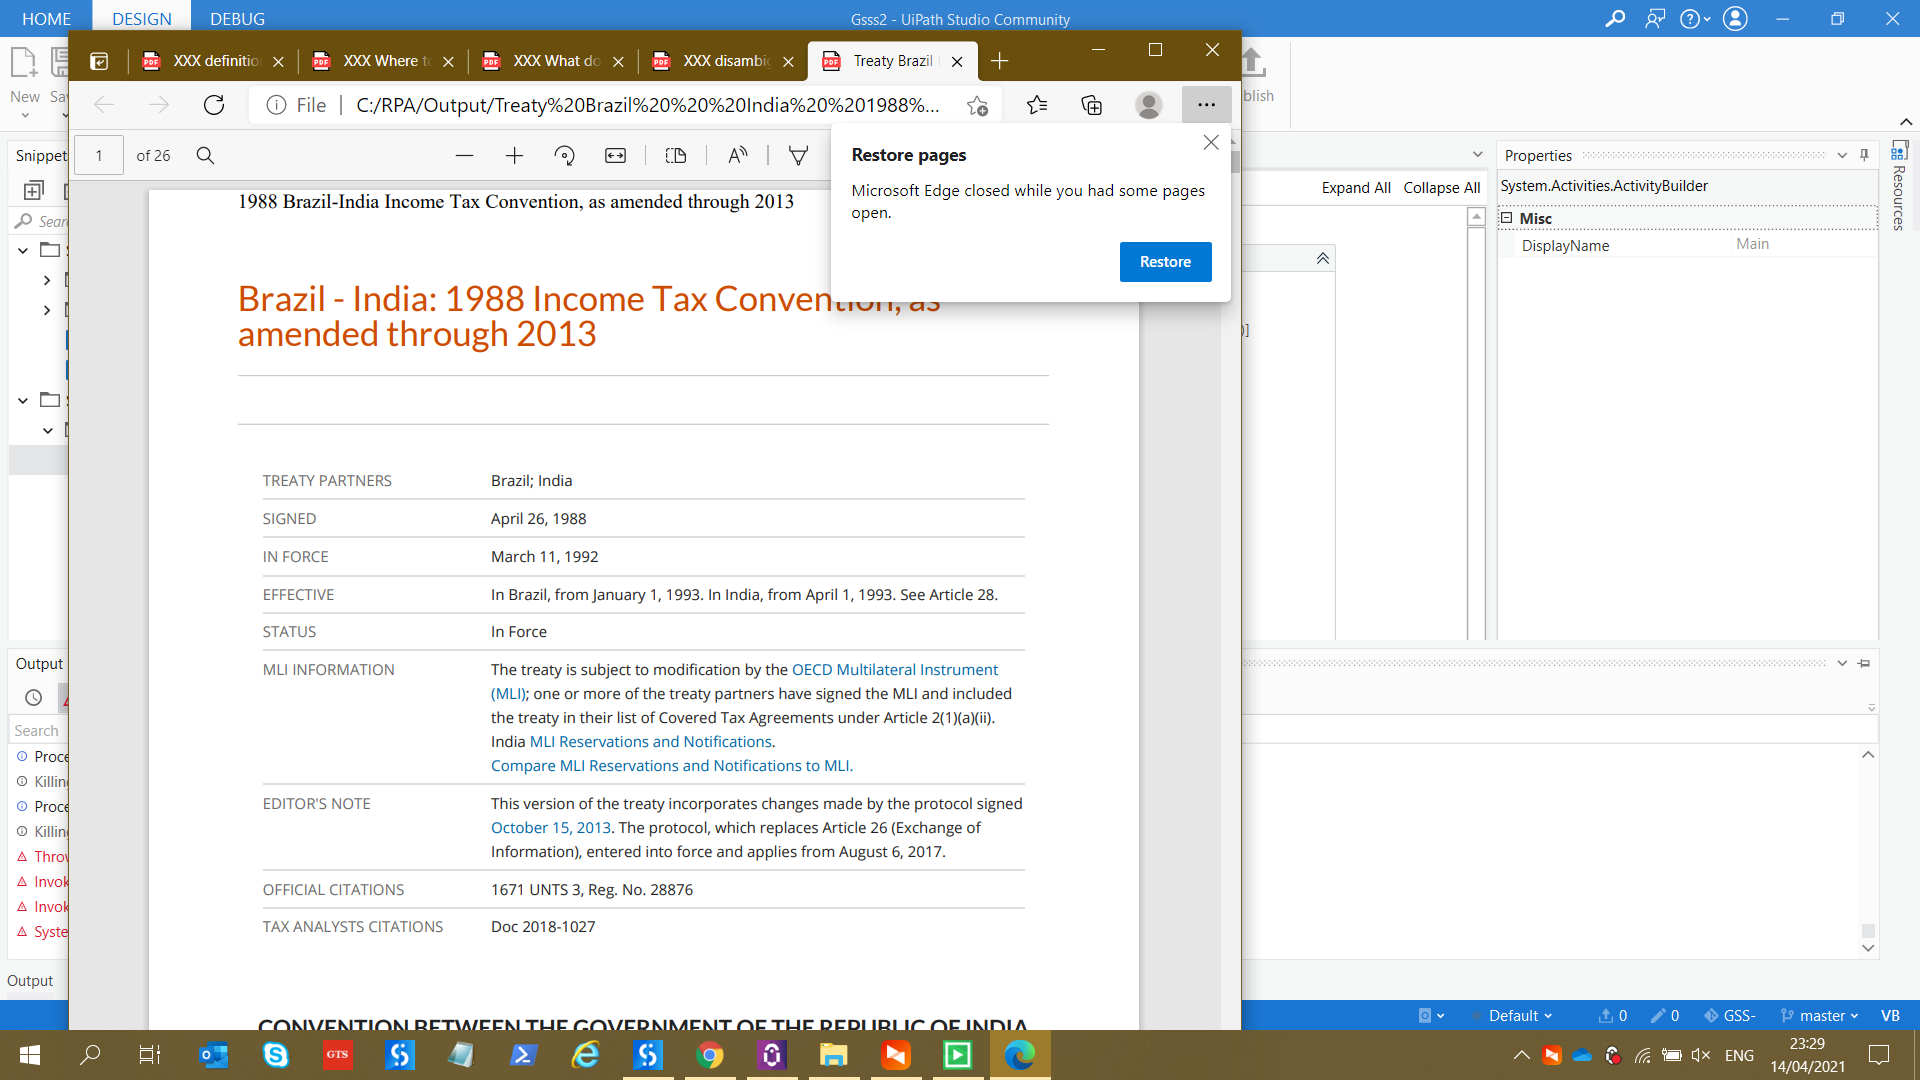 HOME DESIGN DEBUG
Gsss2 - UiPath Studio Community
XXX definitio
XXX Where t
XXX What do
XXX disambi
Treaty Brazil
New Sav
blish
File | C:/RPA/Output/Treaty%20Brazil%20%20%20India%20%201988%...
1 of 26
Restore pages
Microsoft Edge closed while you had some pages
open.
Restore
Snippet
Sear
1988 Brazil-India Income Tax Convention, as amended through 2013
Brazil - India: 1988 Income Tax Convention, as
amended through 2013
TREATY PARTNERS Brazil; India
SIGNED April 26, 1988
IN FORCE March 11, 1992
EFFECTIVE In Brazil, from January 1, 1993. In India, from April 1, 1993. See Article 28.
STATUS In Force
MLI INFORMATION The treaty is subject to modification by the OECD Multilateral Instrument
(MLI); one or more of the treaty partners have signed the MLI and included
the treaty in their list of Covered Tax Agreements under Article 2(1)(a)(ii).
India MLI Reservations and Notifications.
Compare MLI Reservations and Notifications to MLI.
EDITOR'S NOTE This version of the treaty incorporates changes made by the protocol signed
October 15, 2013. The protocol, which replaces Article 26 (Exchange of
Information), entered into force and applies from August 6, 2017.
OFFICIAL CITATIONS 1671 UNTS 3, Reg. No. 28876
TAX ANALYSTS CITATIONS Doc 2018-1027
CONVENTION BETWEEN THE GOVERNMENT OF THE REPUBLIC OF INDIA
Expand All Collapse All
)]
Properties
System.Activities.ActivityBuilder
Misc
DisplayName Main
Resources
Output
Search
Proce
Killin
Proce
Killin
Throw
Invok
Invok
Syste
Output
Default 0 0 GSS- master VB
GTS
ENG
23:29
14/04/2021